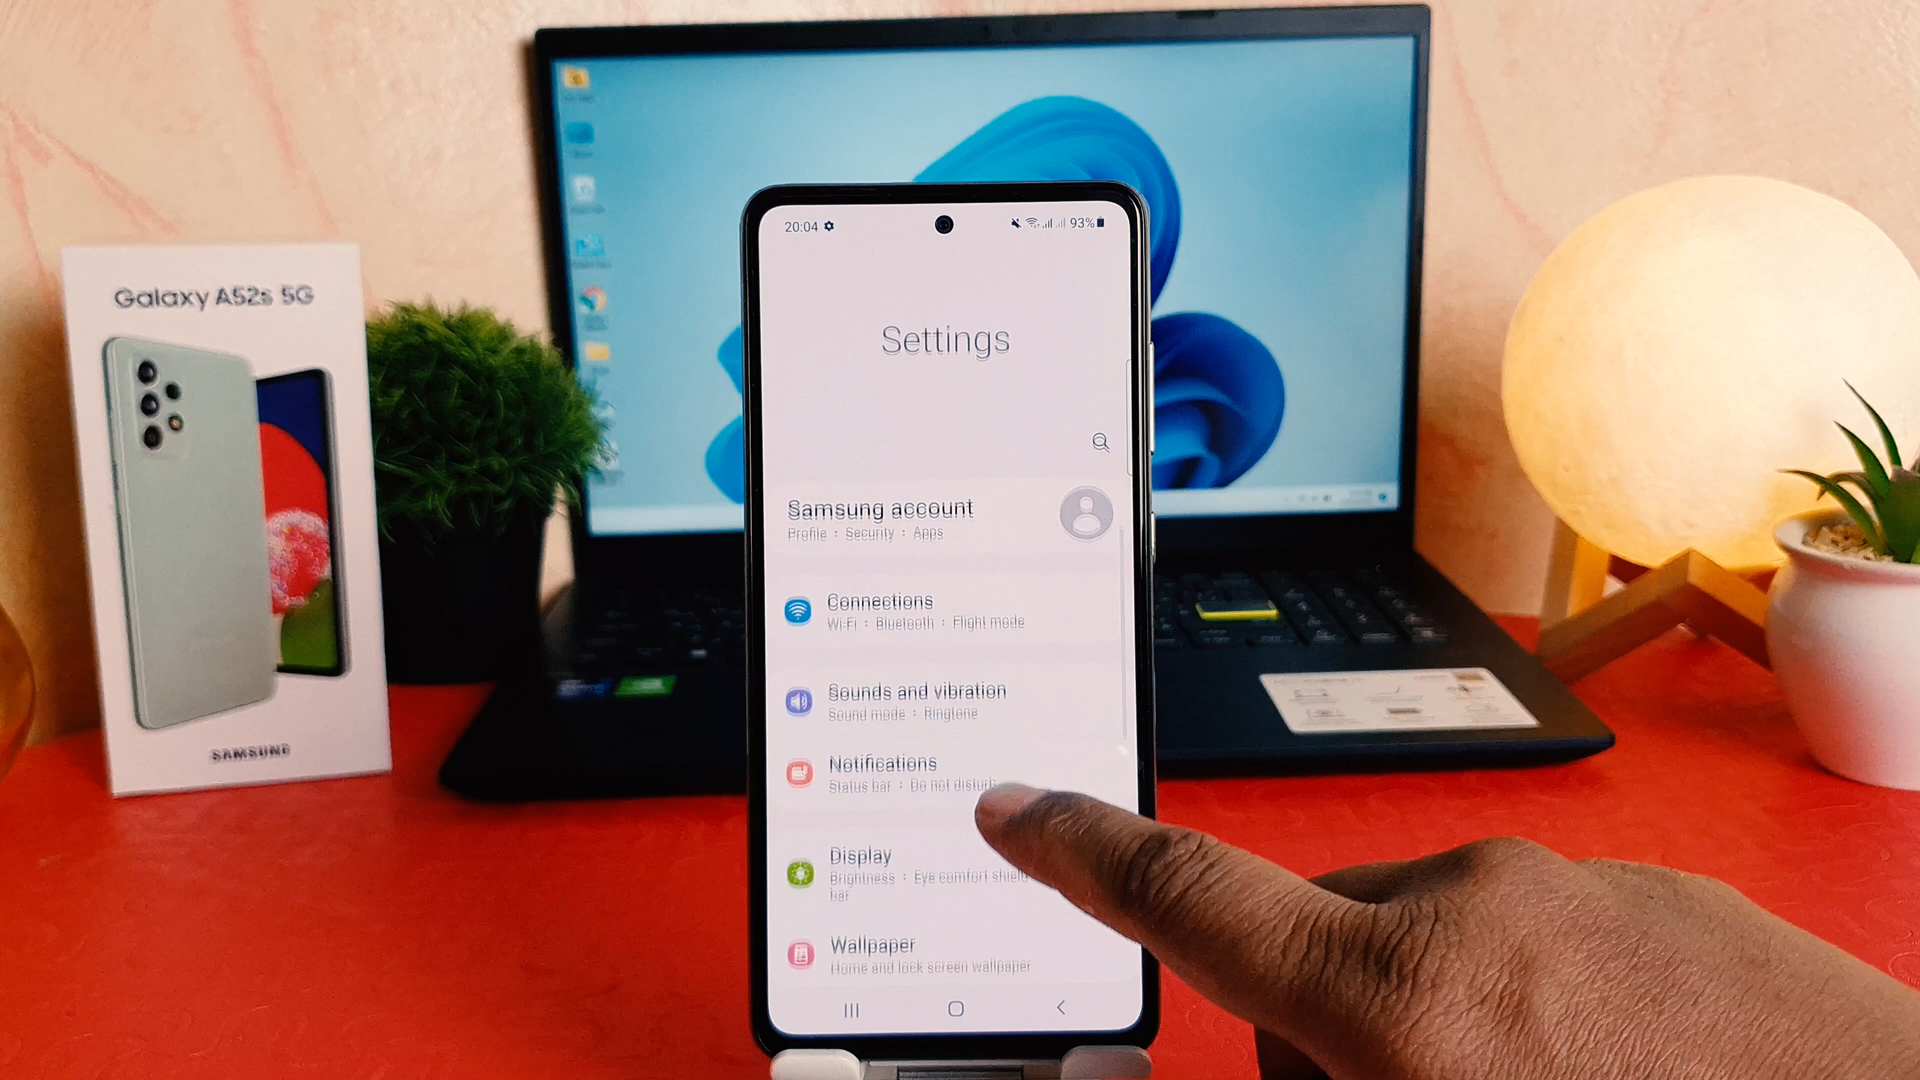 Galaxy A52s 5G
SAMSUNG
20:04
93%
Settings
Samsung account
Profile • Security • Apps
Connections
Wi-Fi • Bluetooth • Flight mode
Sounds and vibration
Sound mode • Ringtone
Notifications
Status bar • Do not disturb
Display
Brightness • Eye comfort shield
bar
Wallpaper
Home and lock screen wallpaper